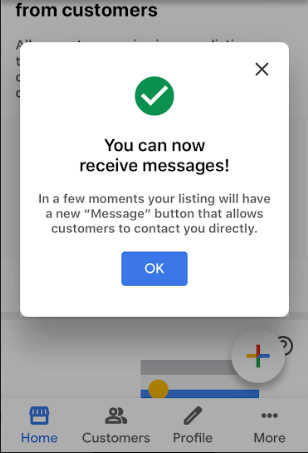 from customers
You can now
receive messages!
In a few moments your listing will have
a new “Message” button that allows
customers to contact you directly.
OK
Home Customers Profile More